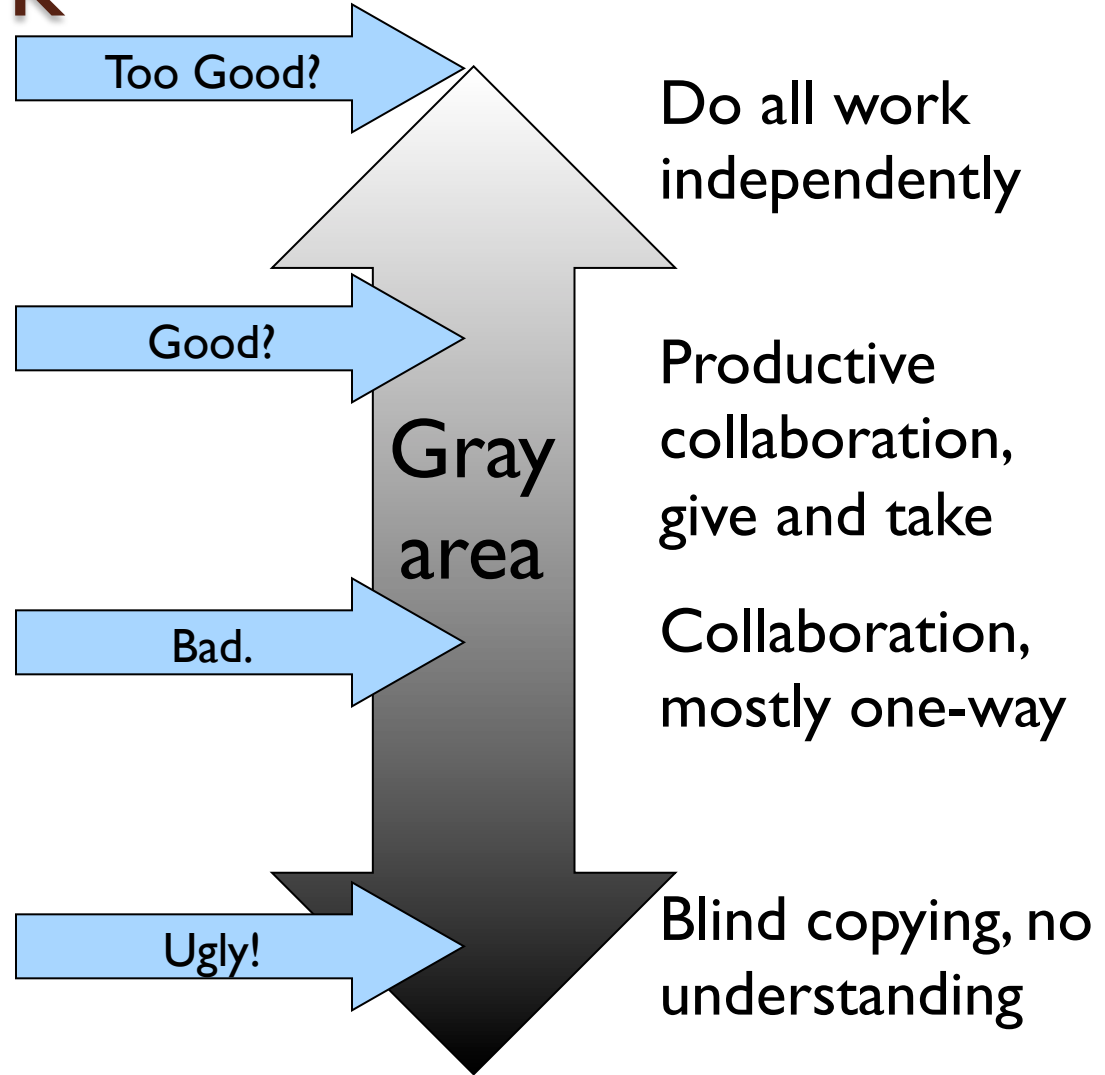 Too Good?
Do all work
independently
Good?
Productive
collaboration,
give and take
Gray
area
Bad.
Collaboration,
mostly one-way
Ugly!
Blind copying, no
understanding